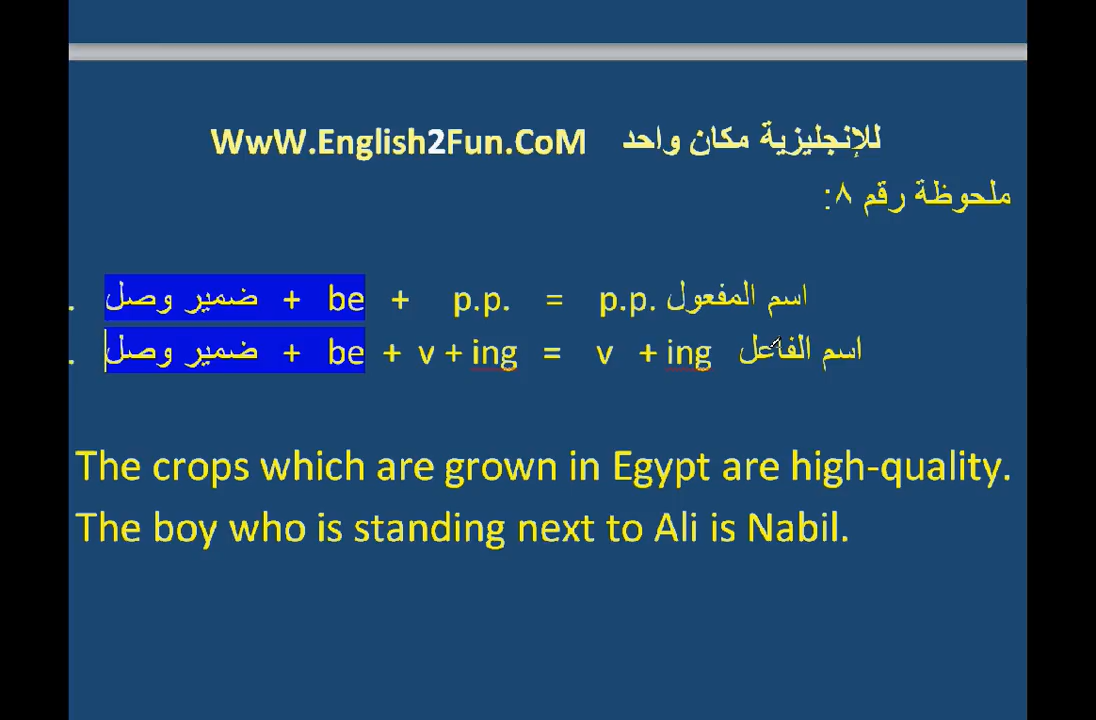 WwW.English2Fun.CoM للإنجليزية مكان واحد
ملحوظة رقم ٨:
. ضمير وصل + be + p.p. = p.p. اسم المفعول
. ضمير وصل + be + v + ing = v + ing اسم الفاعل
The crops which are grown in Egypt are high-quality.
The boy who is standing next to Ali is Nabil.